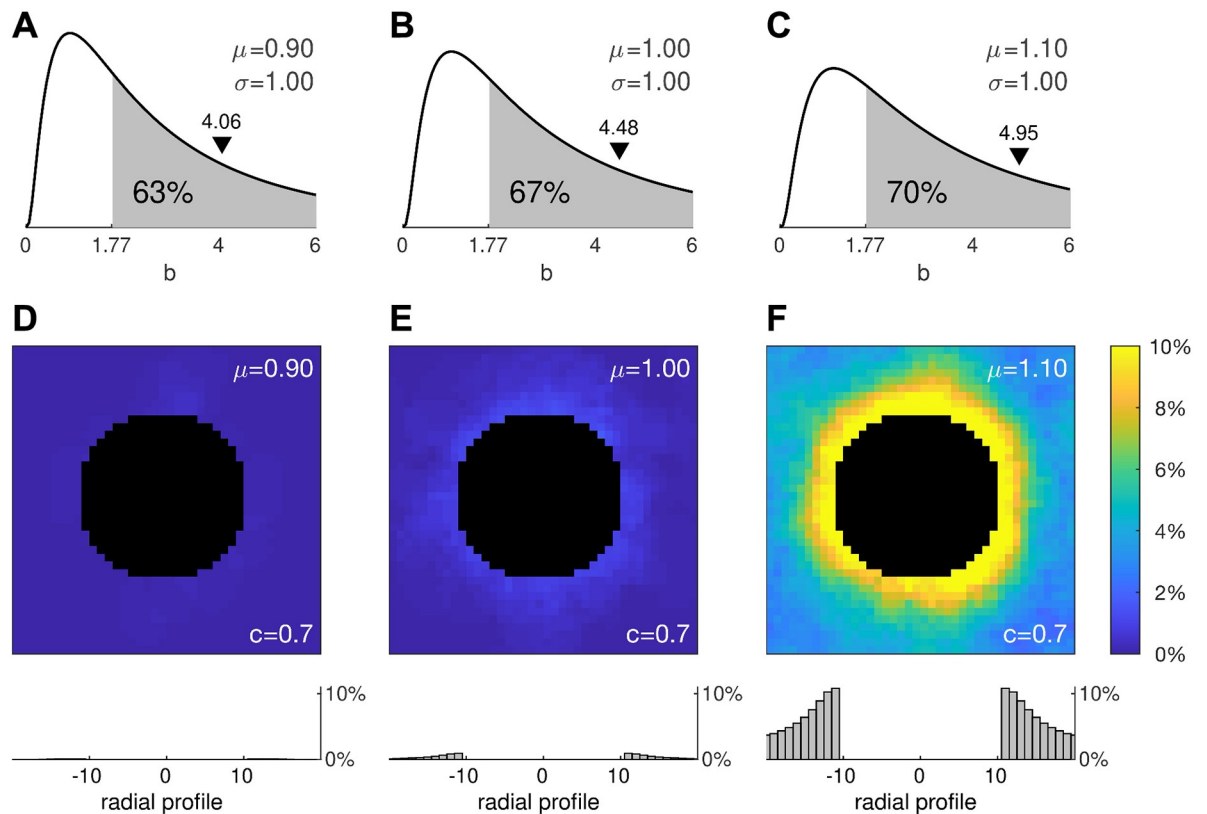 A
μ=0.90
σ=1.00
4.06
63%
0 1.77 4 6
b
B
μ=1.00
σ=1.00
4.48
67%
0 1.77 4 6
b
C
μ=1.10
σ=1.00
4.95
70%
0 1.77 4 6
b
D
μ=0.90
c=0.7
E
μ=1.00
c=0.7
F
μ=1.10
c=0.7
10%
8%
6%
4%
2%
0%
10%
0%
-10 0 10
radial profile
10%
0%
-10 0 10
radial profile
10%
0%
-10 0 10
radial profile